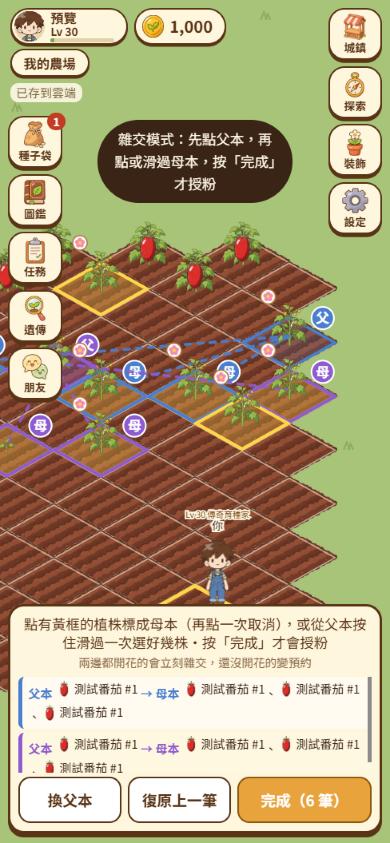 預覽
Lv 30
1,000
我的農場
已存到雲端
城鎮
探索
裝飾
設定
1
種子袋
圖鑑
任務
遺傳
朋友
雜交模式：先點父本，再
點或滑過母本，按「完成」
才授粉
父
父
母
母
母
母
母
Lv30 傳奇育種家
你
點有黃框的植株標成母本（再點一次取消），或從父本按
住滑過一次選好幾株・按「完成」才會授粉
兩邊都開花的會立刻雜交，還沒開花的變預約
父本 測試番茄 #1 → 母本 測試番茄 #1 、 測試番茄 #1
、 測試番茄 #1
父本 測試番茄 #1 → 母本 測試番茄 #1 、 測試番茄 #1
、 測試番茄 #1
換父本
復原上一筆
完成（6 筆）